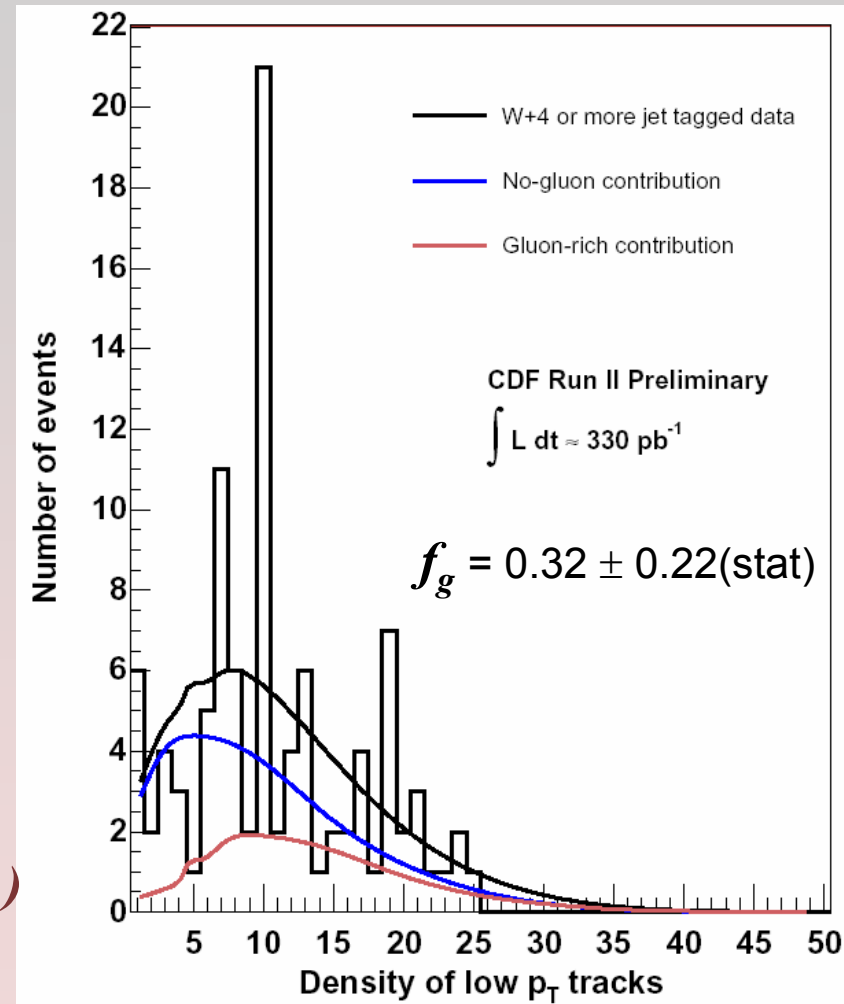 22
20
18
16
14
12
10
8
6
4
2
0
Number of events
W+4 or more jet tagged data
No-gluon contribution
Gluon-rich contribution
CDF Run II Preliminary
∫ L dt ≈ 330 pb⁻¹
f_g = 0.32 ± 0.22(stat)
)
5 10 15 20 25 30 35 40 45 50
Density of low p_T tracks